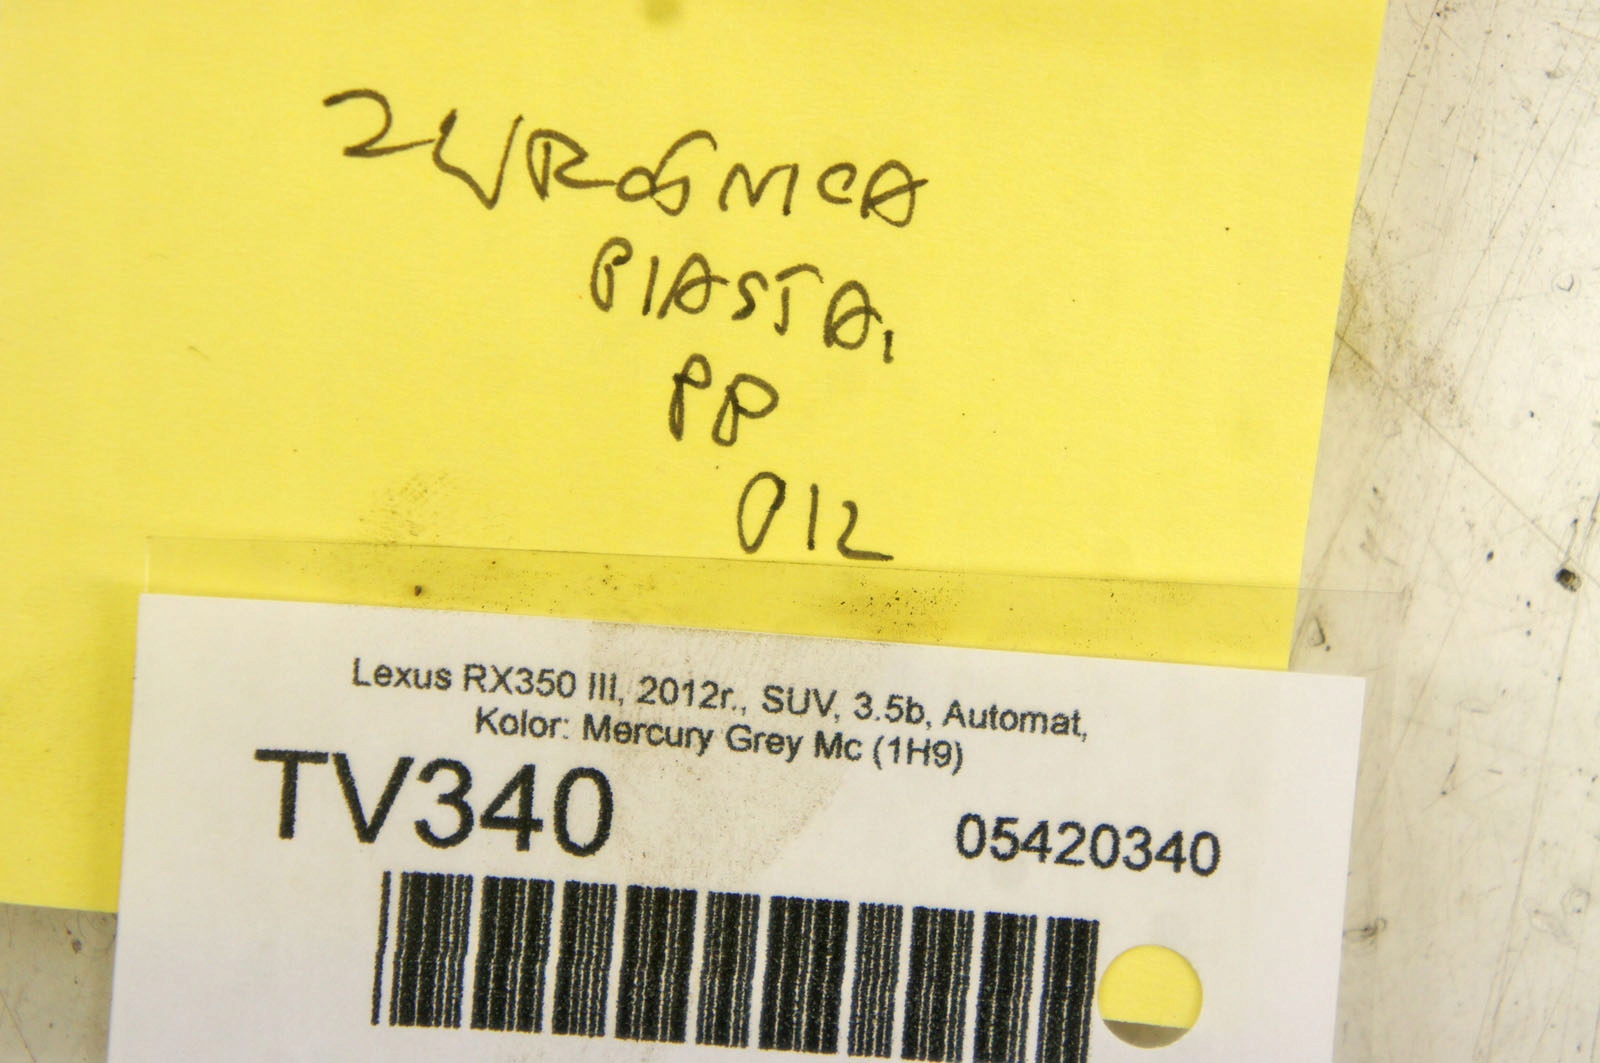 ZWROTNICA
PIASTA,
PP
012
Lexus RX350 III, 2012r., SUV, 3.5b, Automat,
Kolor: Mercury Grey Mc (1H9)
TV340
05420340